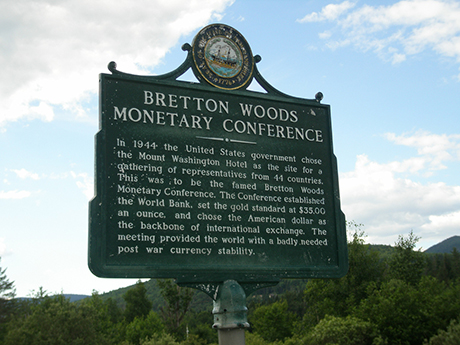 BRETTON WOODS
MONETARY CONFERENCE
In 1944 the United States government chose
the Mount Washington Hotel as the site for a
gathering of representatives from 44 countries.
This was to be the famed Bretton Woods
Monetary Conference. The Conference established
the World Bank, set the gold standard at $35.00
an ounce, and chose the American dollar as
the backbone of international exchange. The
meeting provided the world with a badly needed
post war currency stability.